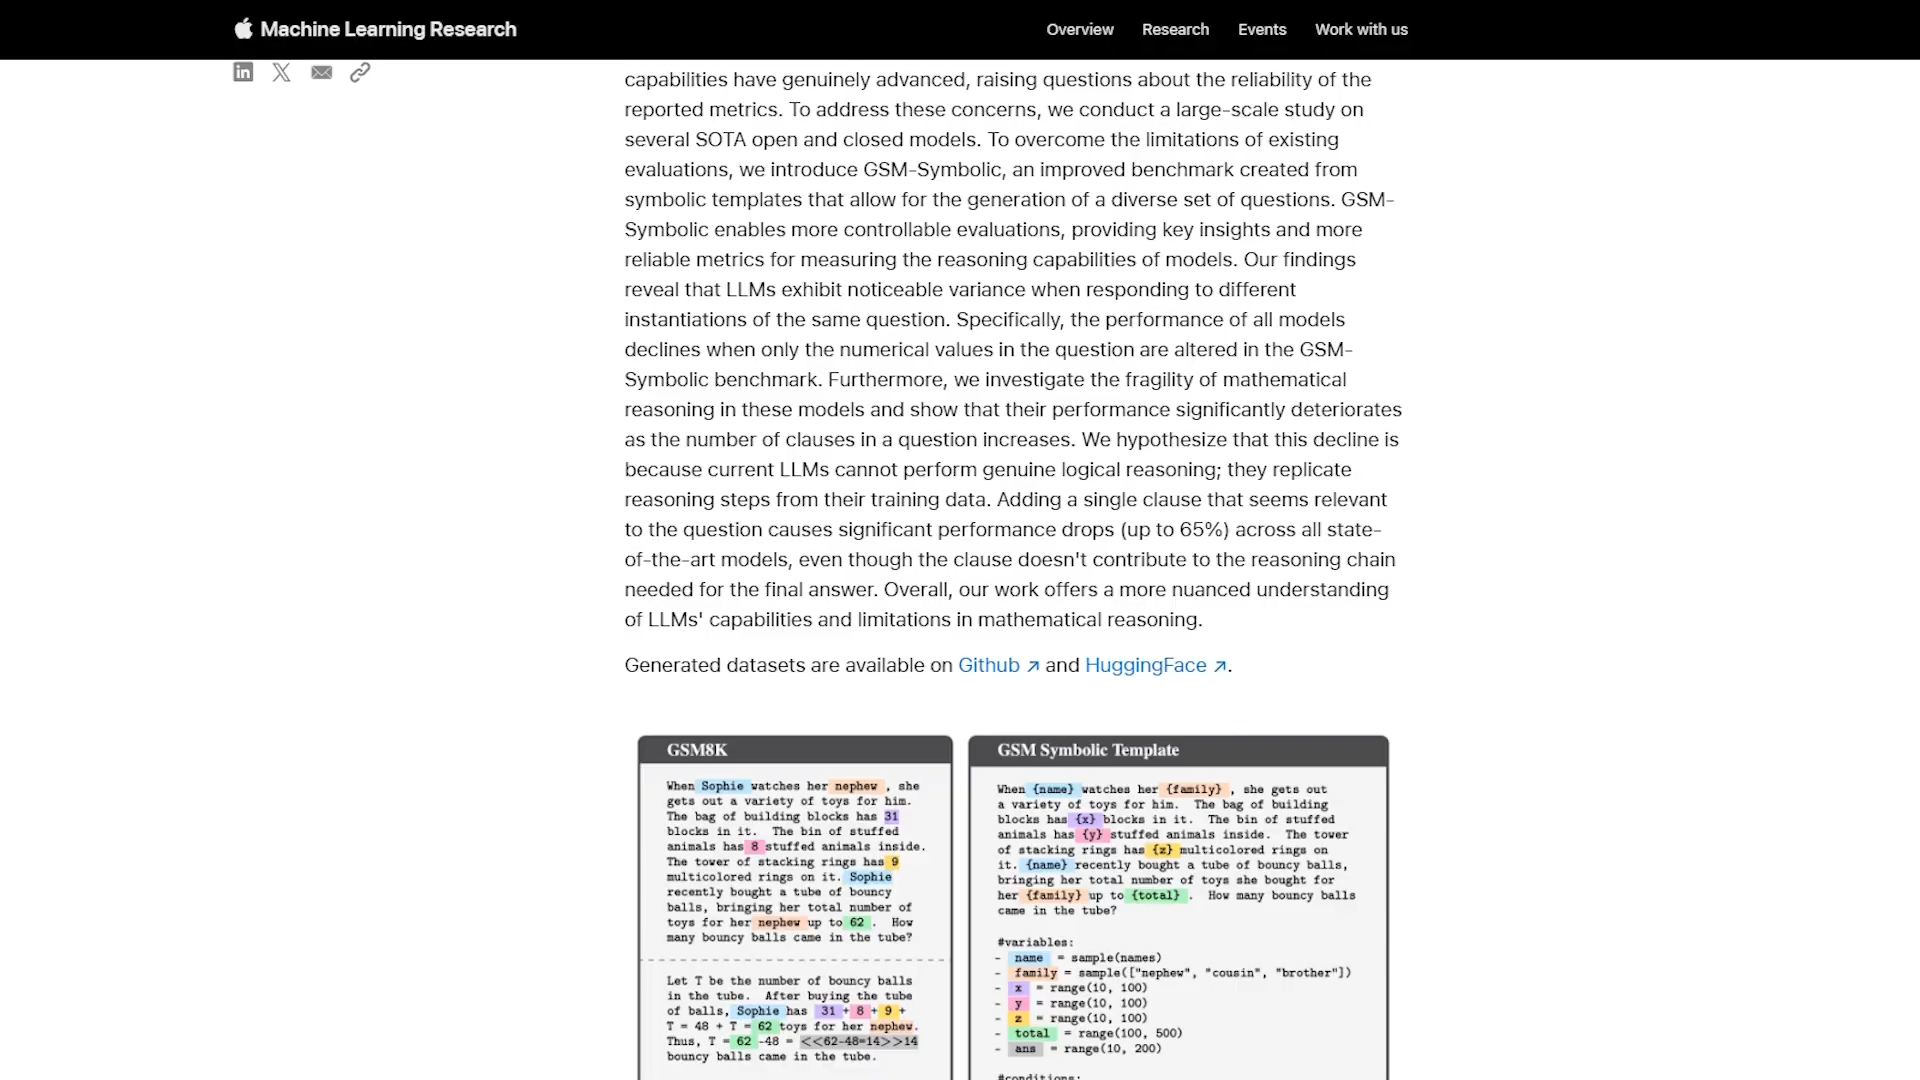 Machine Learning Research
Overview Research Events Work with us
capabilities have genuinely advanced, raising questions about the reliability of the
reported metrics. To address these concerns, we conduct a large-scale study on
several SOTA open and closed models. To overcome the limitations of existing
evaluations, we introduce GSM-Symbolic, an improved benchmark created from
symbolic templates that allow for the generation of a diverse set of questions. GSM-
Symbolic enables more controllable evaluations, providing key insights and more
reliable metrics for measuring the reasoning capabilities of models. Our findings
reveal that LLMs exhibit noticeable variance when responding to different
instantiations of the same question. Specifically, the performance of all models
declines when only the numerical values in the question are altered in the GSM-
Symbolic benchmark. Furthermore, we investigate the fragility of mathematical
reasoning in these models and show that their performance significantly deteriorates
as the number of clauses in a question increases. We hypothesize that this decline is
because current LLMs cannot perform genuine logical reasoning; they replicate
reasoning steps from their training data. Adding a single clause that seems relevant
to the question causes significant performance drops (up to 65%) across all state-
of-the-art models, even though the clause doesn't contribute to the reasoning chain
needed for the final answer. Overall, our work offers a more nuanced understanding
of LLMs' capabilities and limitations in mathematical reasoning.
Generated datasets are available on Github ↗ and HuggingFace ↗.
GSM8K
When Sophie watches her nephew , she
gets out a variety of toys for him.
The bag of building blocks has 31
blocks in it. The bin of stuffed
animals has 8 stuffed animals inside.
The tower of stacking rings has 9
multicolored rings on it. Sophie
recently bought a tube of bouncy
balls, bringing her total number of
toys for her nephew up to 62 . How
many bouncy balls came in the tube?
Let T be the number of bouncy balls
in the tube. After buying the tube
of balls, Sophie has 31 + 8 + 9 +
T = 48 + T = 62 toys for her nephew.
Thus, T = 62 -48 = <<62-48=14>>14
bouncy balls came in the tube.
GSM Symbolic Template
When {name} watches her {family} , she gets out
a variety of toys for him. The bag of building
blocks has {x} blocks in it. The bin of stuffed
animals has {y} stuffed animals inside. The tower
of stacking rings has {z} multicolored rings on
it. {name} recently bought a tube of bouncy balls,
bringing her total number of toys she bought for
her {family} up to {total} . How many bouncy balls
came in the tube?
#variables:
- name = sample(names)
- family = sample(["nephew", "cousin", "brother"])
- x = range(10, 100)
- y = range(10, 100)
- z = range(10, 100)
- total = range(100, 500)
- ans = range(10, 200)
#conditions: